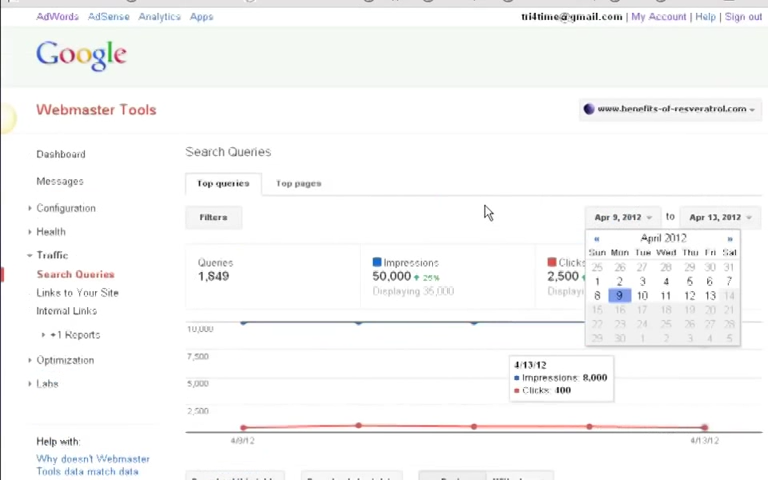 AdWords AdSense Analytics Apps
tri4time@gmail.com | My Account | Help | Sign out
Google
Webmaster Tools
www.benefits-of-resveratrol.com
Dashboard
Messages
Configuration
Health
Traffic
Search Queries
Links to Your Site
Internal Links
+1 Reports
Optimization
Labs
Help with:
Why doesn't Webmaster
Tools data match data
Search Queries
Top queries Top pages
Filters
Apr 9, 2012 to Apr 13, 2012
« April 2012 »
Sun Mon Tue Wed Thu Fri Sat
25 26 27 28 29 30 31
1 2 3 4 5 6 7
8 9 10 11 12 13 14
15 16 17 18 19 20 21
22 23 24 25 26 27 28
29 30 1 2 3 4 5
Queries
1,849
Impressions
50,000 25%
Displaying 35,000
Clicks
2,500
Displayi
10,000
7,500
5,000
2,500
4/13/12
Impressions: 8,000
Clicks: 400
4/9/12 4/13/12